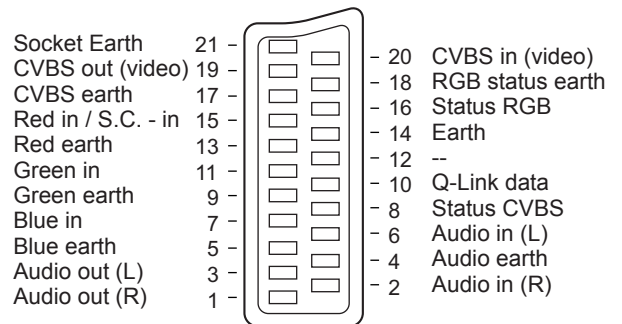 Socket Earth 21
CVBS out (video) 19
CVBS earth 17
Red in / S.C. - in 15
Red earth 13
Green in 11
Green earth 9
Blue in 7
Blue earth 5
Audio out (L) 3
Audio out (R) 1
20 CVBS in (video)
18 RGB status earth
16 Status RGB
14 Earth
12 --
10 Q-Link data
8 Status CVBS
6 Audio in (L)
4 Audio earth
2 Audio in (R)